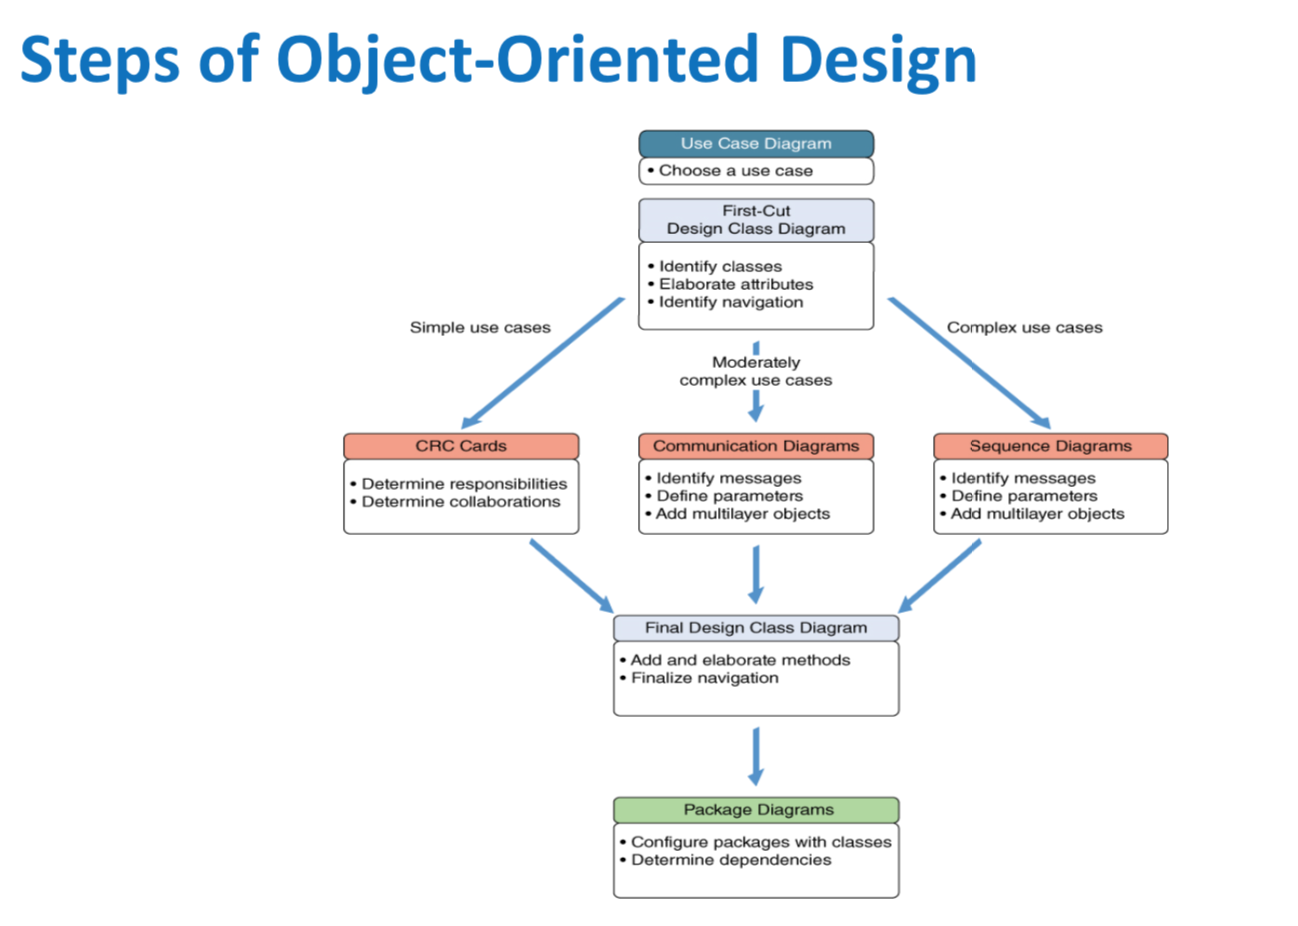 Steps of Object-Oriented Design
Use Case Diagram
• Choose a use case
First-Cut
Design Class Diagram
• Identify classes
• Elaborate attributes
• Identify navigation
Simple use cases
Moderately
complex use cases
Complex use cases
CRC Cards
• Determine responsibilities
• Determine collaborations
Communication Diagrams
• Identify messages
• Define parameters
• Add multilayer objects
Sequence Diagrams
• Identify messages
• Define parameters
• Add multilayer objects
Final Design Class Diagram
• Add and elaborate methods
• Finalize navigation
Package Diagrams
• Configure packages with classes
• Determine dependencies